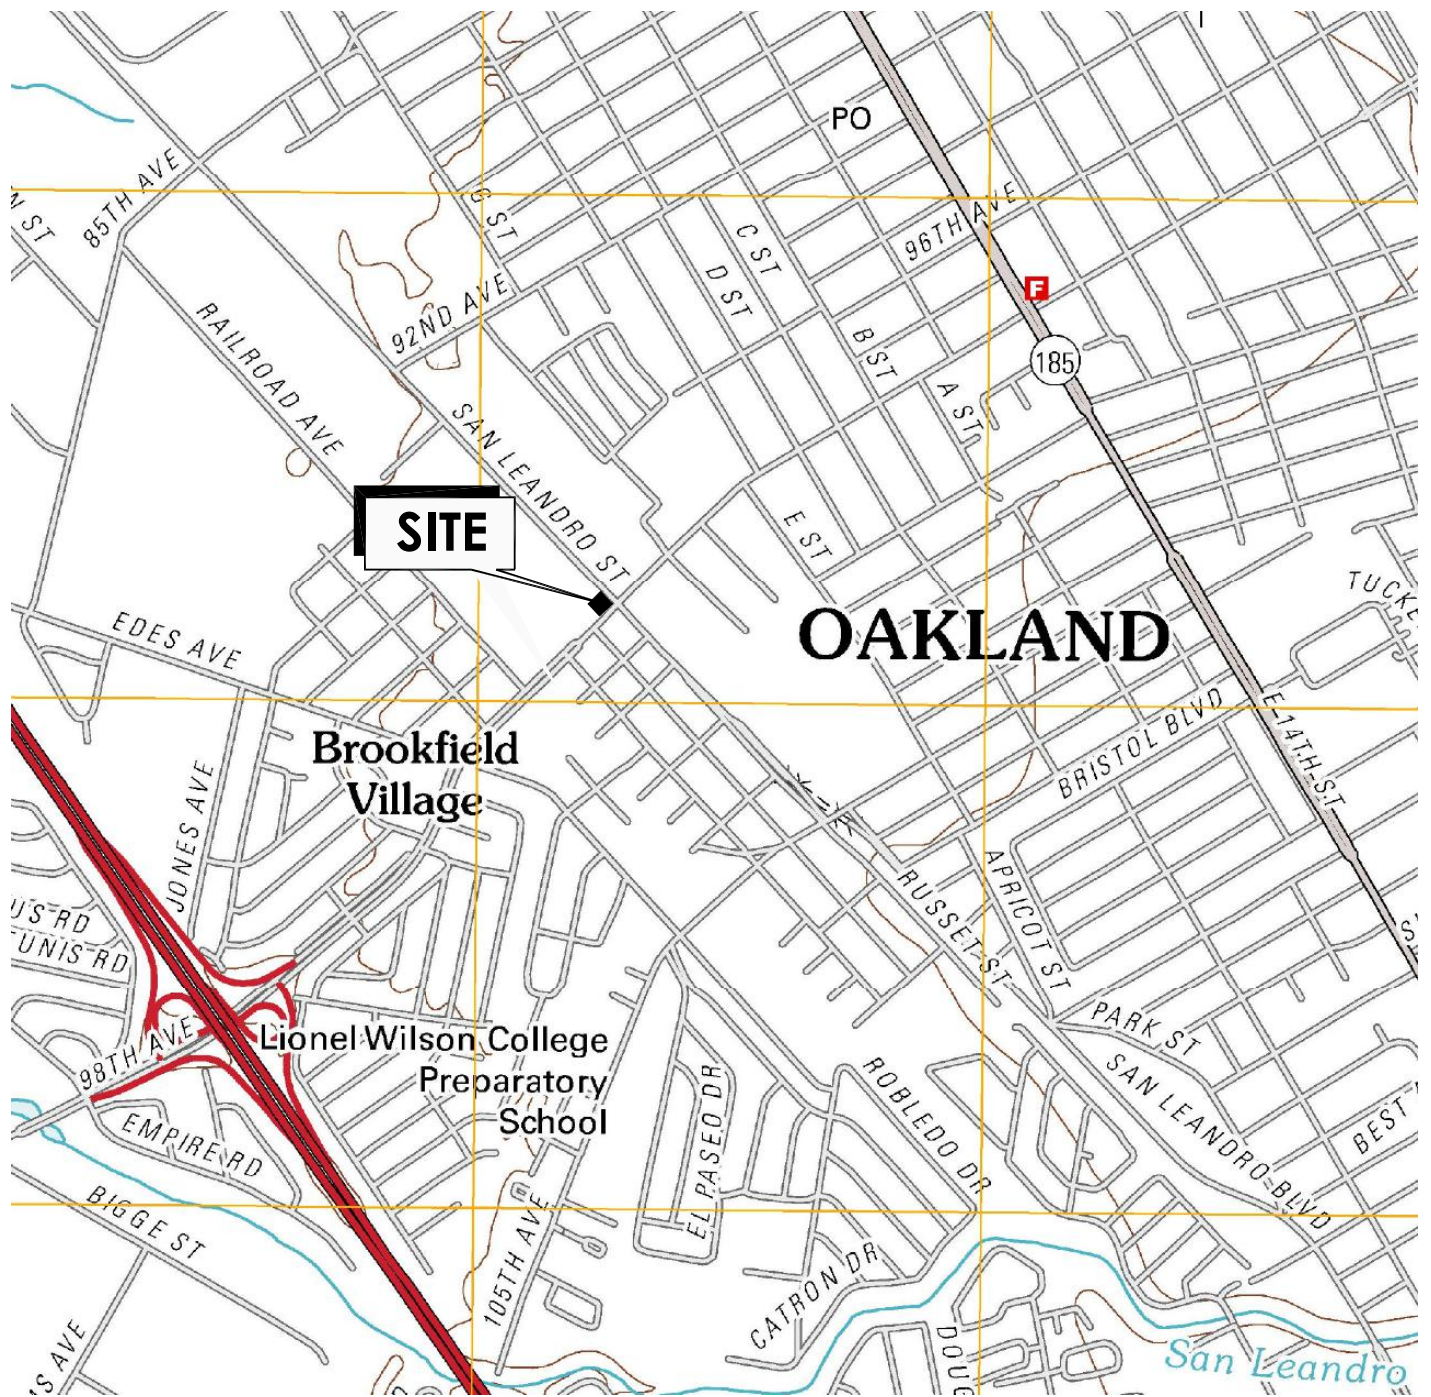 PO
85TH AVE
N ST
G ST
C ST
96TH AVE
D ST
F
92ND AVE
RAILROAD AVE
B ST
185
A ST
SAN LEANDRO ST
SITE
E ST
OAKLAND
EDES AVE
BRISTOL BLVD
E 14TH ST
Brookfield
Village
JONES AVE
APRICOT ST
RUSSET ST
US RD
UNIS RD
PARK ST
98TH AVE
Lionel Wilson College
Preparatory
School
SAN LEANDRO BLVD
ROBLEDO DR
EL PASEO DR
BEST
EMPIRE RD
BIGGE ST
105TH AVE
CATRON DR
DOUG
San Leandro
AVE